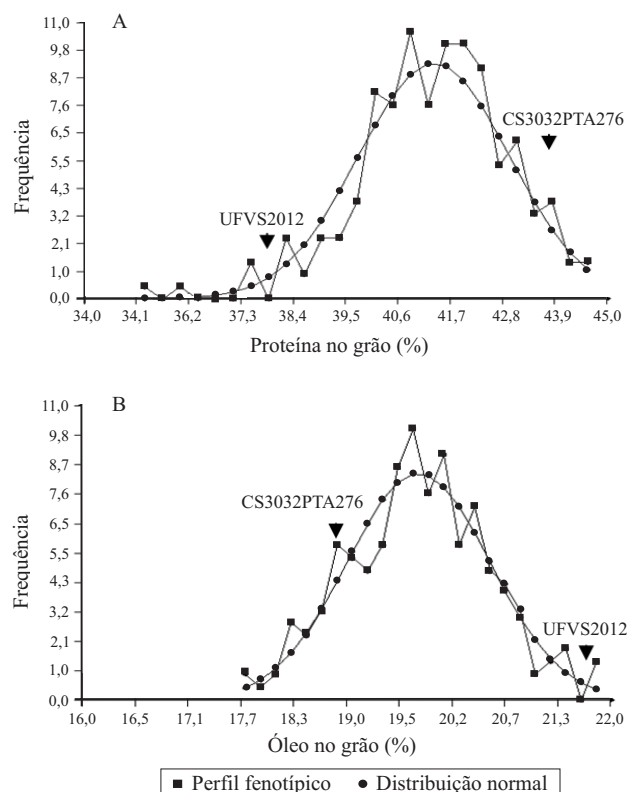 A
11,0
9,8
8,7
7,6
6,5
5,5
4,3
3,2
2,1
1,0
0,0
Frequência
UFVS2012
CS3032PTA276
34,0 34,1 36,2 37,3 38,4 39,5 40,6 41,7 42,8 43,9 45,0
Proteína no grão (%)
B
11,0
9,8
8,7
7,6
6,5
5,5
4,3
3,2
2,1
1,0
0,0
Frequência
CS3032PTA276
UFVS2012
16,0 16,5 17,1 17,7 18,3 19,0 19,5 20,2 20,7 21,3 22,0
Óleo no grão (%)
Perfil fenotípico Distribuição normal